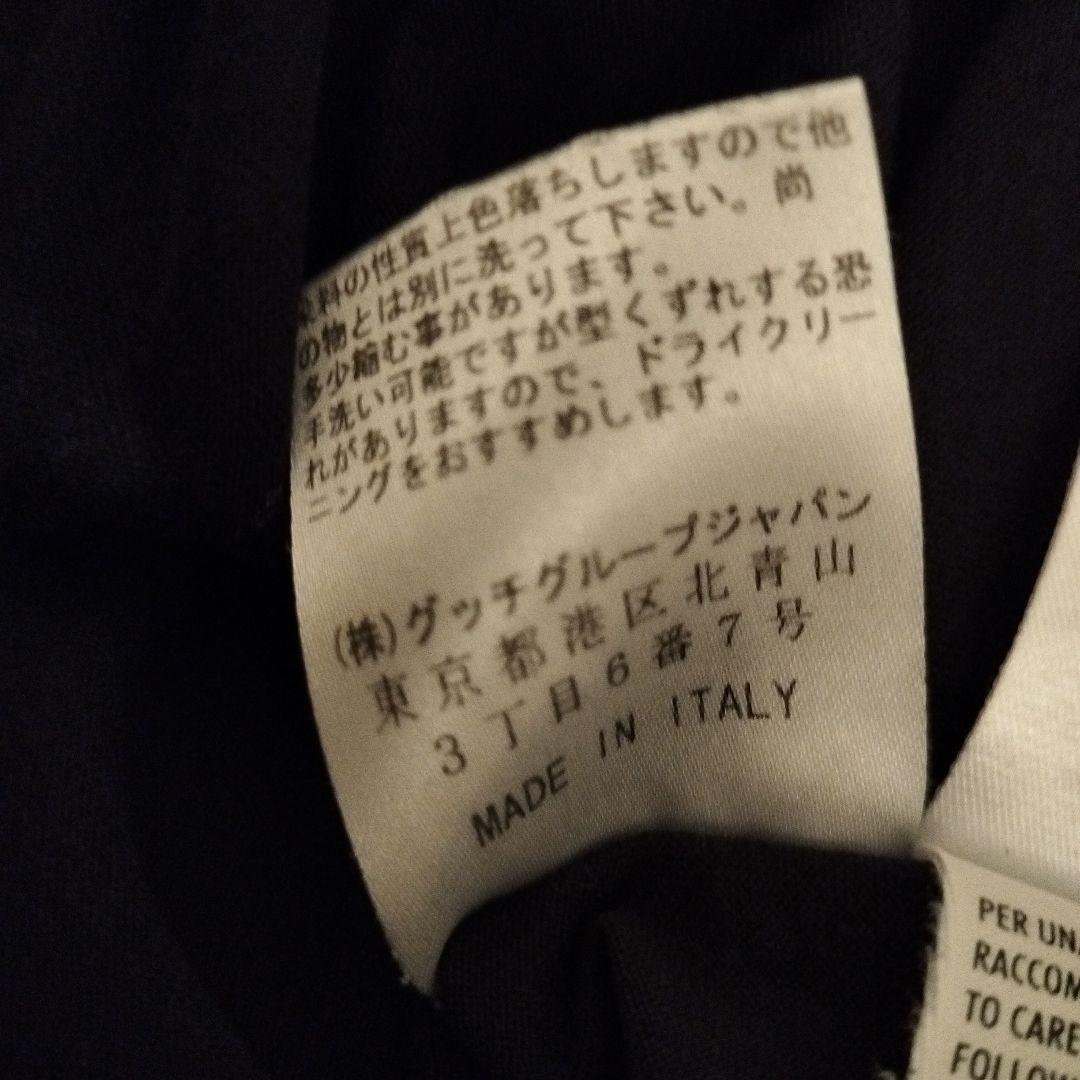 染料の性質上色落ちしますので他
の物とは別に洗って下さい。尚
多少縮む事があります。
手洗い可能ですが型くずれする恐
れがありますので、ドライクリー
ニングをおすすめします。
(株)グッチグループジャパン
東京都港区北青山
3丁目6番7号
MADE IN ITALY
PER UNA
RACCOM
TO CARE
FOLLOW